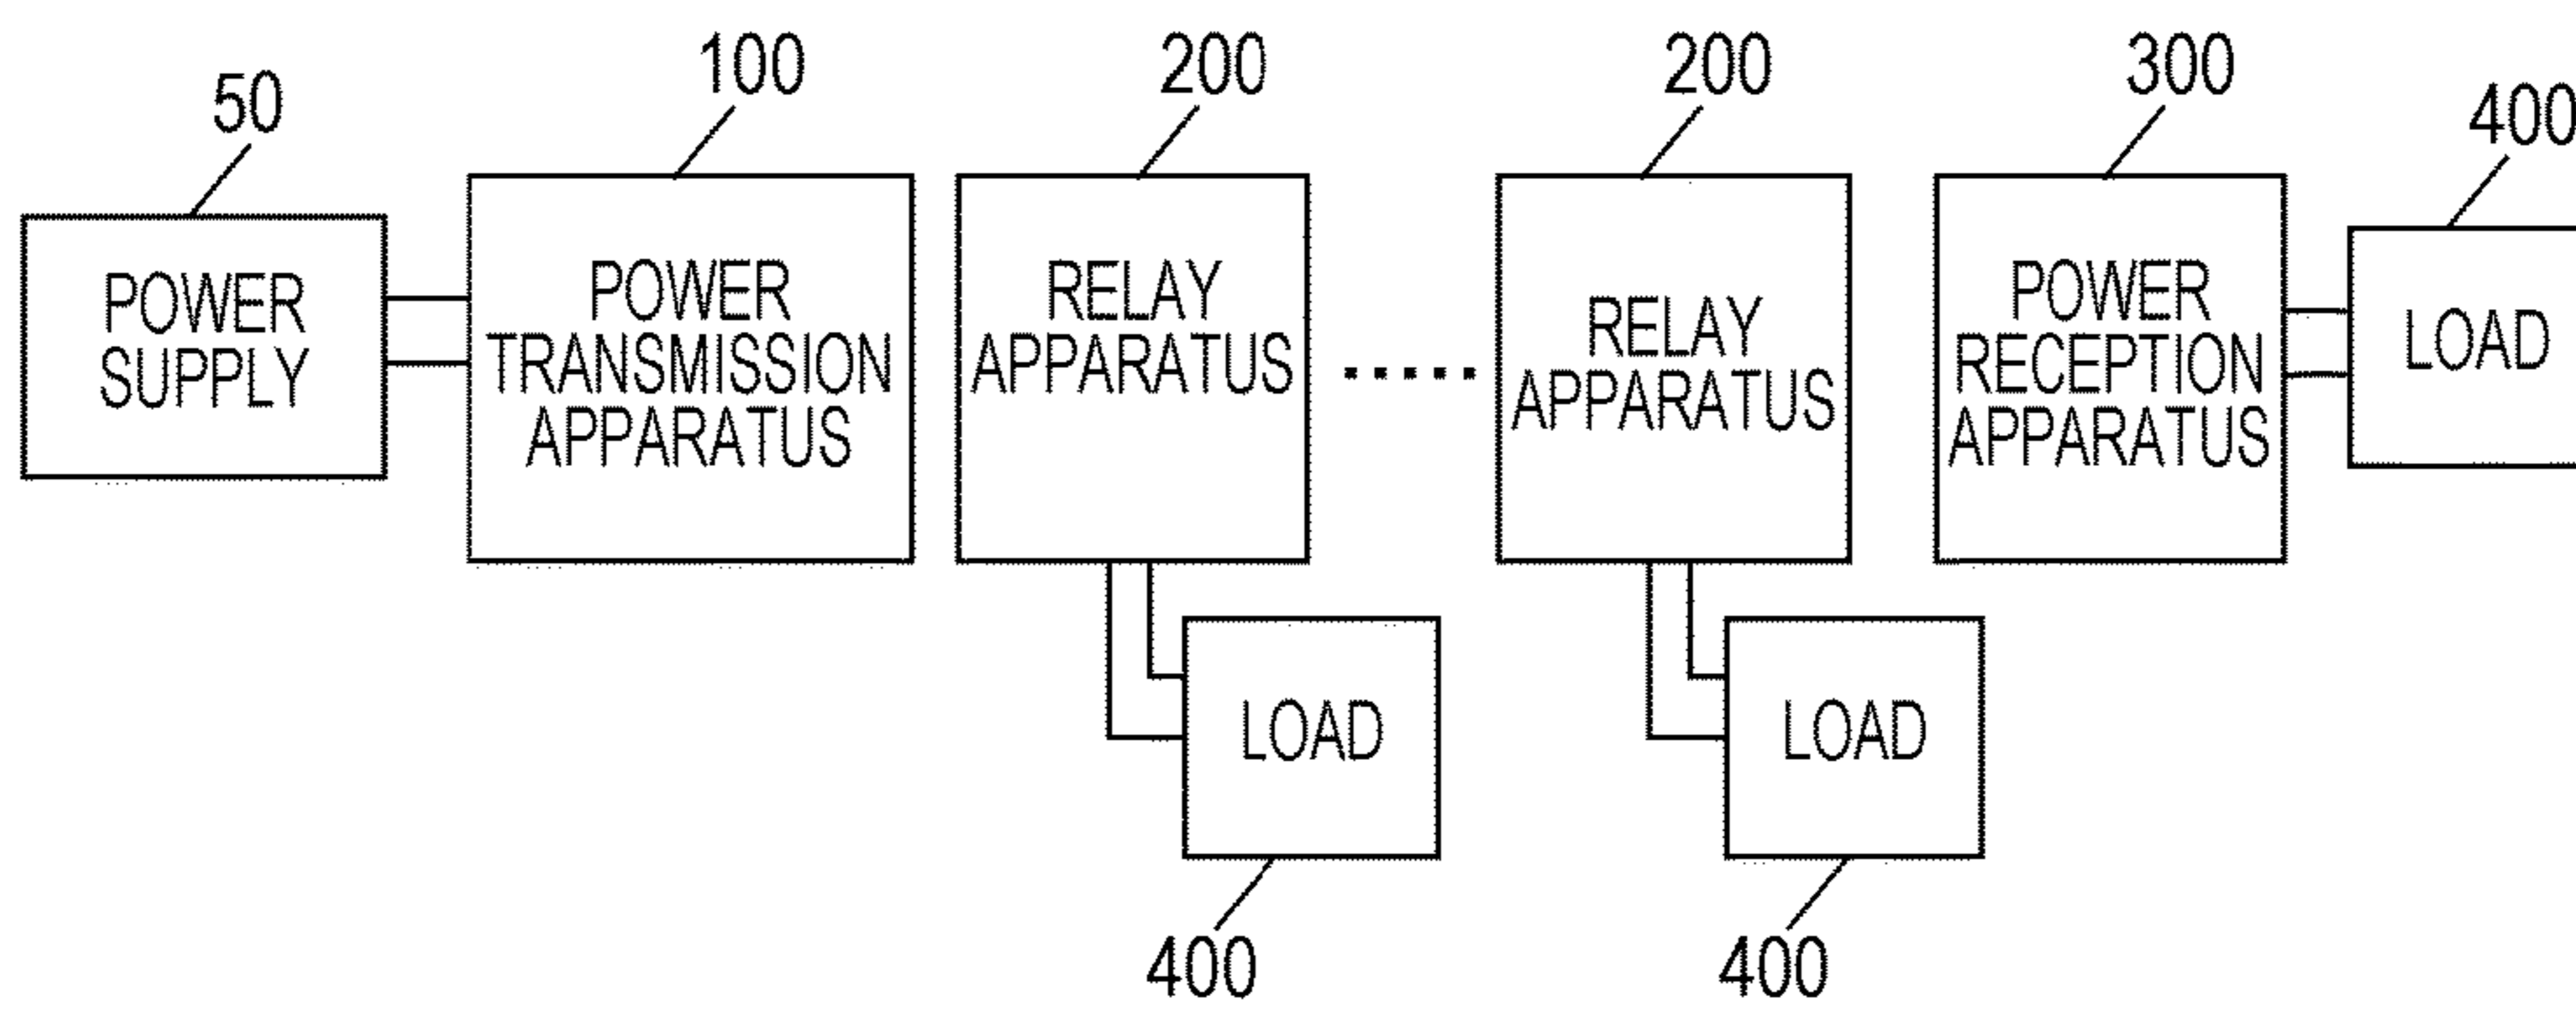 50
100
200
200
300
400
POWER
SUPPLY
POWER
TRANSMISSION
APPARATUS
RELAY
APPARATUS
RELAY
APPARATUS
POWER
RECEPTION
APPARATUS
LOAD
LOAD
LOAD
400
400